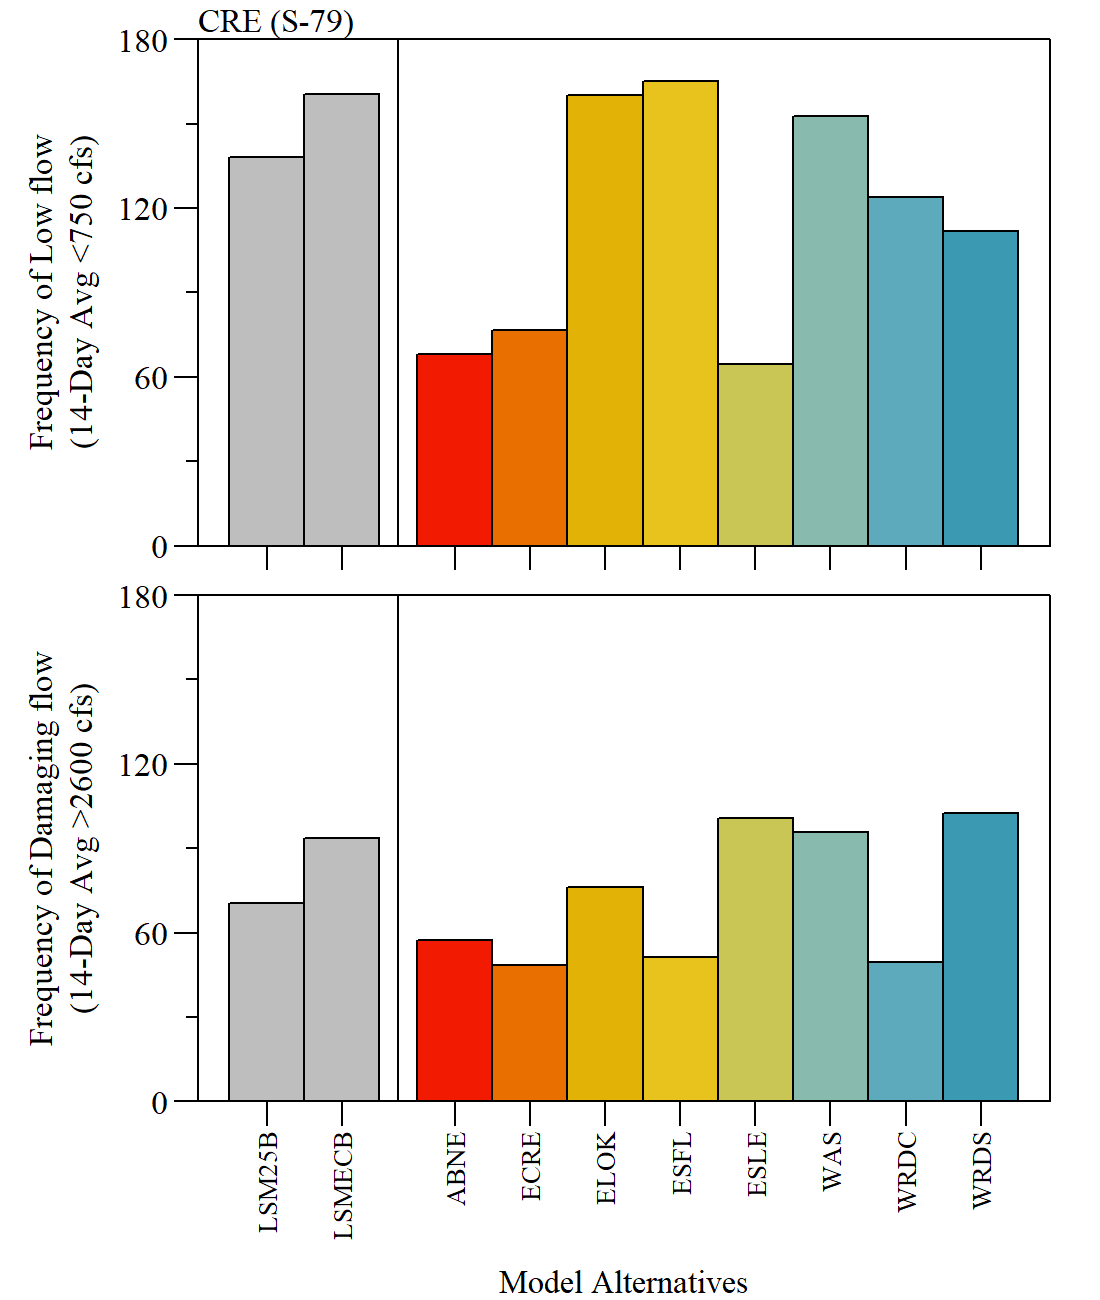 CRE (S-79)
180
120
60
0
Frequency of Low flow
(14-Day Avg <750 cfs)
180
120
60
0
Frequency of Damaging flow
(14-Day Avg >2600 cfs)
LSM25B
LSMECB
ABNE
ECRE
ELOK
ESFL
ESLE
WAS
WRDC
WRDS
Model Alternatives